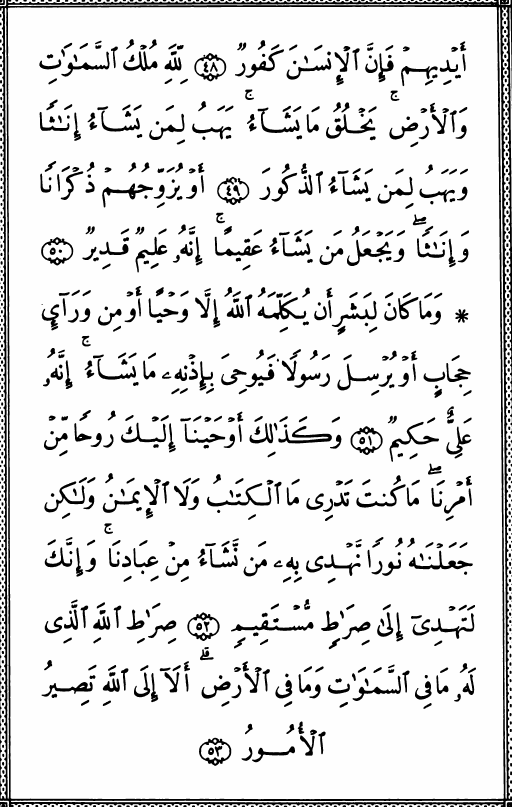 أَيۡدِيهِمۡ فَإِنَّ ٱلۡإِنسَٰنَ كَفُورٞ ٤٨ لِّلَّهِ مُلۡكُ ٱلسَّمَٰوَٰتِ
وَٱلۡأَرۡضِۚ يَخۡلُقُ مَا يَشَآءُۚ يَهَبُ لِمَن يَشَآءُ إِنَٰثٗا
وَيَهَبُ لِمَن يَشَآءُ ٱلذُّكُورَ ٤٩ أَوۡ يُزَوِّجُهُمۡ ذُكۡرَانٗا
وَإِنَٰثٗاۖ وَيَجۡعَلُ مَن يَشَآءُ عَقِيمًاۚ إِنَّهُۥ عَلِيمٞ قَدِيرٞ ٥٠
* وَمَا كَانَ لِبَشَرٍ أَن يُكَلِّمَهُ ٱللَّهُ إِلَّا وَحۡيًا أَوۡ مِن وَرَآيِٕ
حِجَابٍ أَوۡ يُرۡسِلَ رَسُولٗا فَيُوحِيَ بِإِذۡنِهِۦ مَا يَشَآءُۚ إِنَّهُۥ
عَلِيٌّ حَكِيمٞ ٥١ وَكَذَٰلِكَ أَوۡحَيۡنَآ إِلَيۡكَ رُوحٗا مِّنۡ
أَمۡرِنَاۖ مَا كُنتَ تَدۡرِي مَا ٱلۡكِتَٰبُ وَلَا ٱلۡإِيمَٰنُ وَلَٰكِن
جَعَلۡنَٰهُ نُورٗا نَّهۡدِي بِهِۦ مَن نَّشَآءُ مِنۡ عِبَادِنَاۚ وَإِنَّكَ
لَتَهۡدِيٓ إِلَىٰ صِرَٰطٖ مُّسۡتَقِيمٖ ٥٢ صِرَٰطِ ٱللَّهِ ٱلَّذِي
لَهُۥ مَا فِي ٱلسَّمَٰوَٰتِ وَمَا فِي ٱلۡأَرۡضِۗ أَلَآ إِلَى ٱللَّهِ تَصِيرُ
ٱلۡأُمُورُ ٥٣